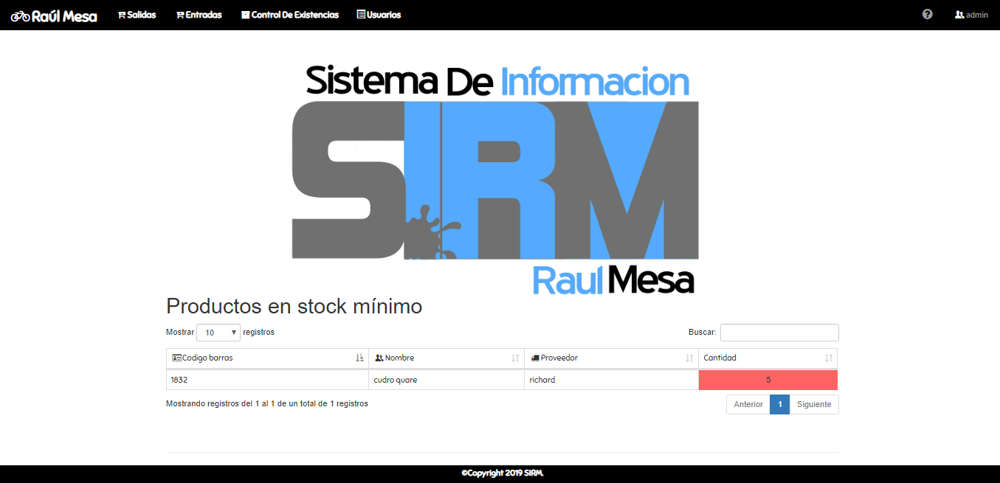 Raúl Mesa Salidas Entradas Control De Existencias Usuarios admin
Sistema De Informacion
SIRM
Raul Mesa
Productos en stock mínimo
Mostrar 10 registros Buscar:
Codigo barras Nombre Proveedor Cantidad
1832 cudro quare richard 5
Mostrando registros del 1 al 1 de un total de 1 registros Anterior 1 Siguiente
©Copyright 2019 SIRM.